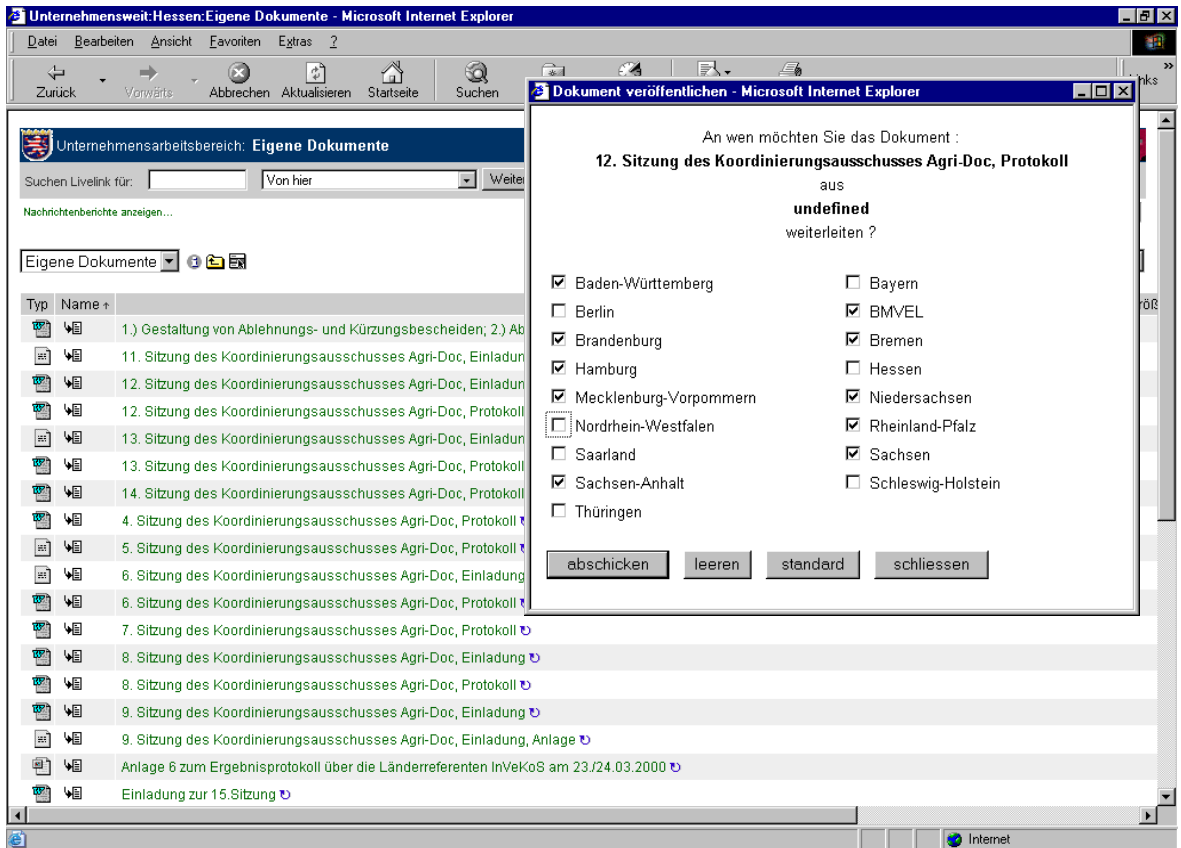 Unternehmensweit:Hessen:Eigene Dokumente - Microsoft Internet Explorer
Datei Bearbeiten Ansicht Favoriten Extras ?
Zurück Vorwärts Abbrechen Aktualisieren Startseite Suchen
Unternehmensarbeitsbereich: Eigene Dokumente
Suchen Livelink für: Von hier
Nachrichtenberichte anzeigen...
Eigene Dokumente
Typ Name
1.) Gestaltung von Ablehnungs- und Kürzungsbescheiden; 2.)
11. Sitzung des Koordinierungsausschusses Agri-Doc,
12. Sitzung des Koordinierungsausschusses Agri-Doc,
12. Sitzung des Koordinierungsausschusses Agri-Doc, Protokoll
13. Sitzung des Koordinierungsausschusses Agri-Doc,
13. Sitzung des Koordinierungsausschusses Agri-Doc, Protokoll
14. Sitzung des Koordinierungsausschusses Agri-Doc, Protokoll
4. Sitzung des Koordinierungsausschusses Agri-Doc, Protokoll
5. Sitzung des Koordinierungsausschusses Agri-Doc, Protokoll
6. Sitzung des Koordinierungsausschusses Agri-Doc, Einladung
6. Sitzung des Koordinierungsausschusses Agri-Doc, Protokoll
7. Sitzung des Koordinierungsausschusses Agri-Doc, Protokoll
8. Sitzung des Koordinierungsausschusses Agri-Doc, Einladung
8. Sitzung des Koordinierungsausschusses Agri-Doc, Protokoll
9. Sitzung des Koordinierungsausschusses Agri-Doc, Einladung
9. Sitzung des Koordinierungsausschusses Agri-Doc, Einladung, Anlage
Anlage 6 zum Ergebnisprotokoll über die Länderreferenten InVeKoS am 23./24.03.2000
Einladung zur 15.Sitzung
Dokument veröffentlichen - Microsoft Internet Explorer
An wen möchten Sie das Dokument :
12. Sitzung des Koordinierungsausschusses Agri-Doc, Protokoll
aus
undefined
weiterleiten ?
Baden-Württemberg Bayern
Berlin BMVEL
Brandenburg Bremen
Hamburg Hessen
Mecklenburg-Vorpommern Niedersachsen
Nordrhein-Westfalen Rheinland-Pfalz
Saarland Sachsen
Sachsen-Anhalt Schleswig-Holstein
Thüringen
abschicken leeren standard schliessen
Internet